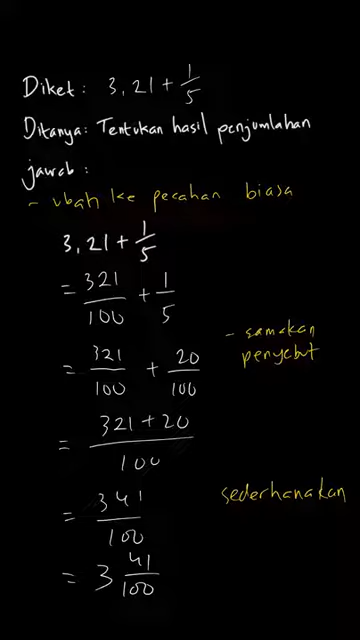 Diket: 3,21 + 1/5
Ditanya: Tentukan hasil penjumlahan
jawab:
- ubah ke pecahan biasa
3,21 + 1/5
= 321/100 + 1/5
- samakan penyebut
= 321/100 + 20/100
= (321 + 20)/100
sederhanakan
= 341/100
= 3 41/100